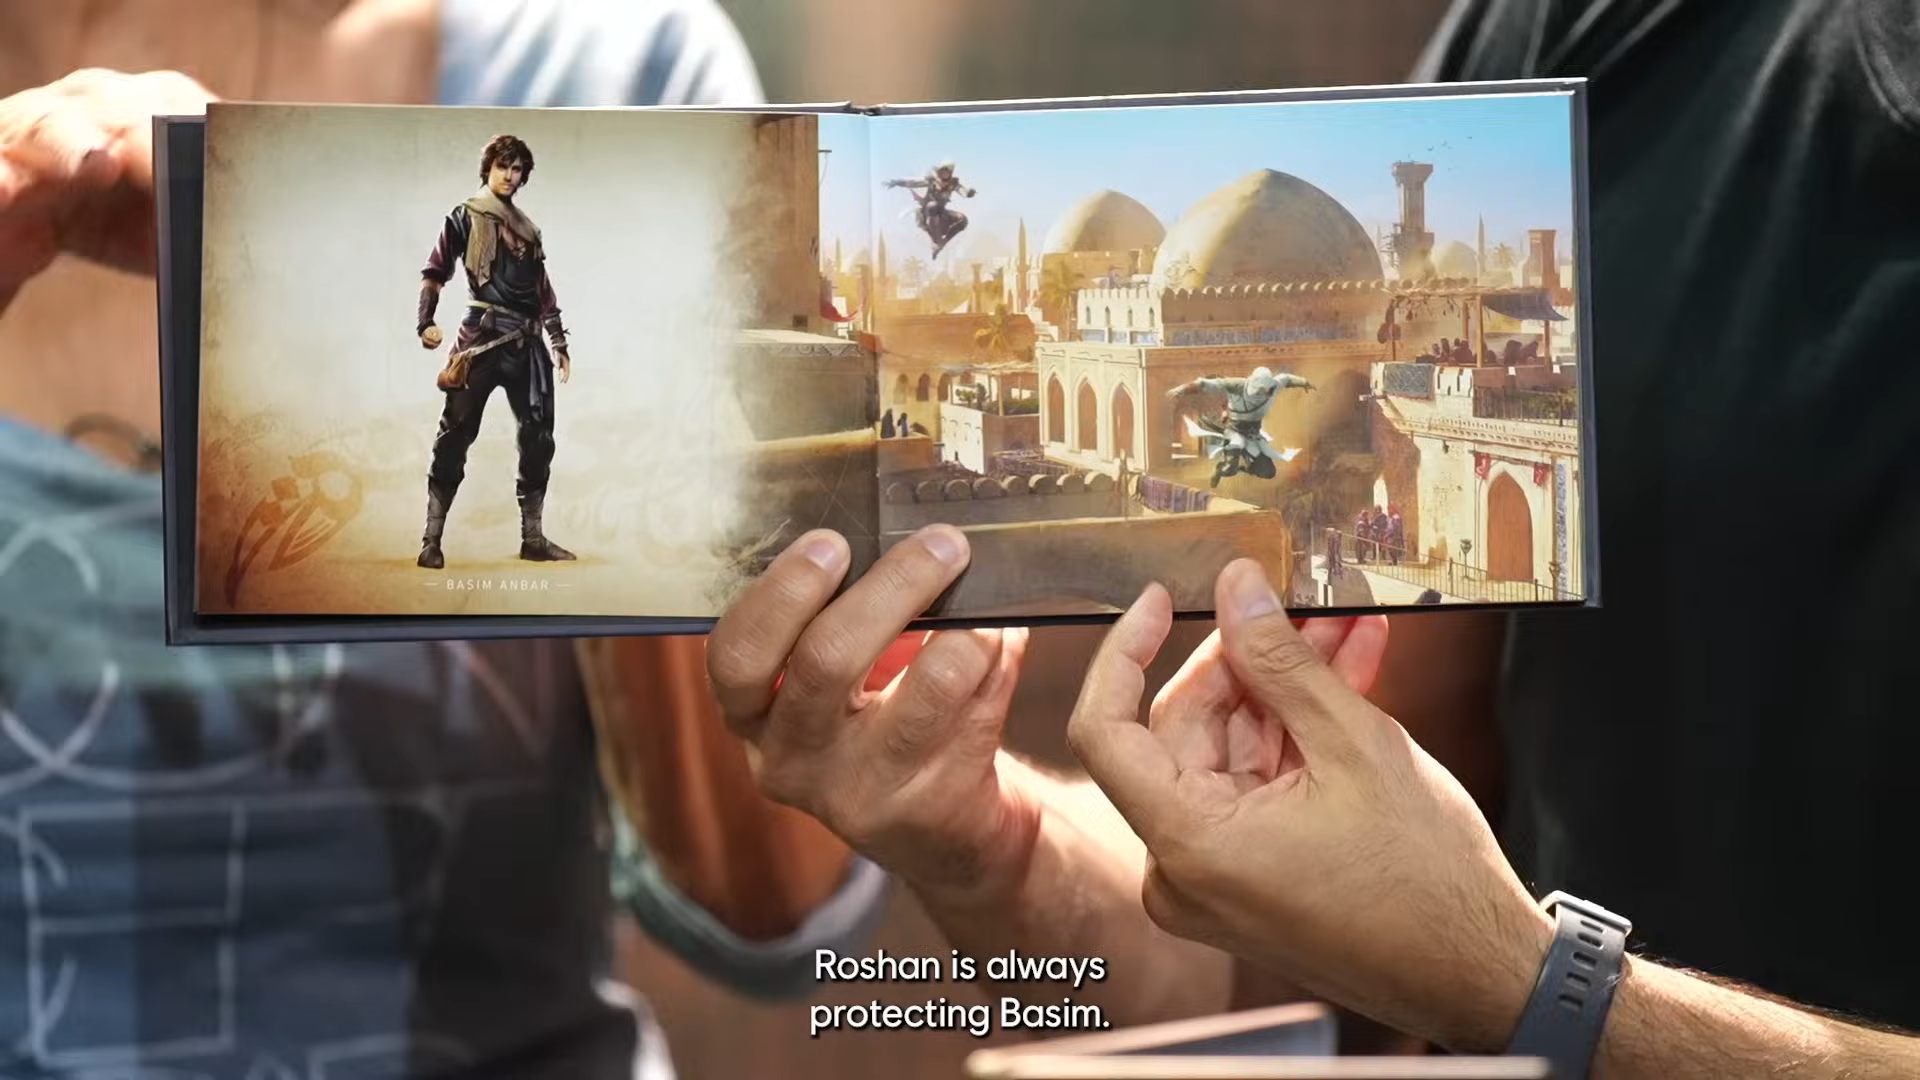 — BASIM ANBAR —
Roshan is always
protecting Basim.